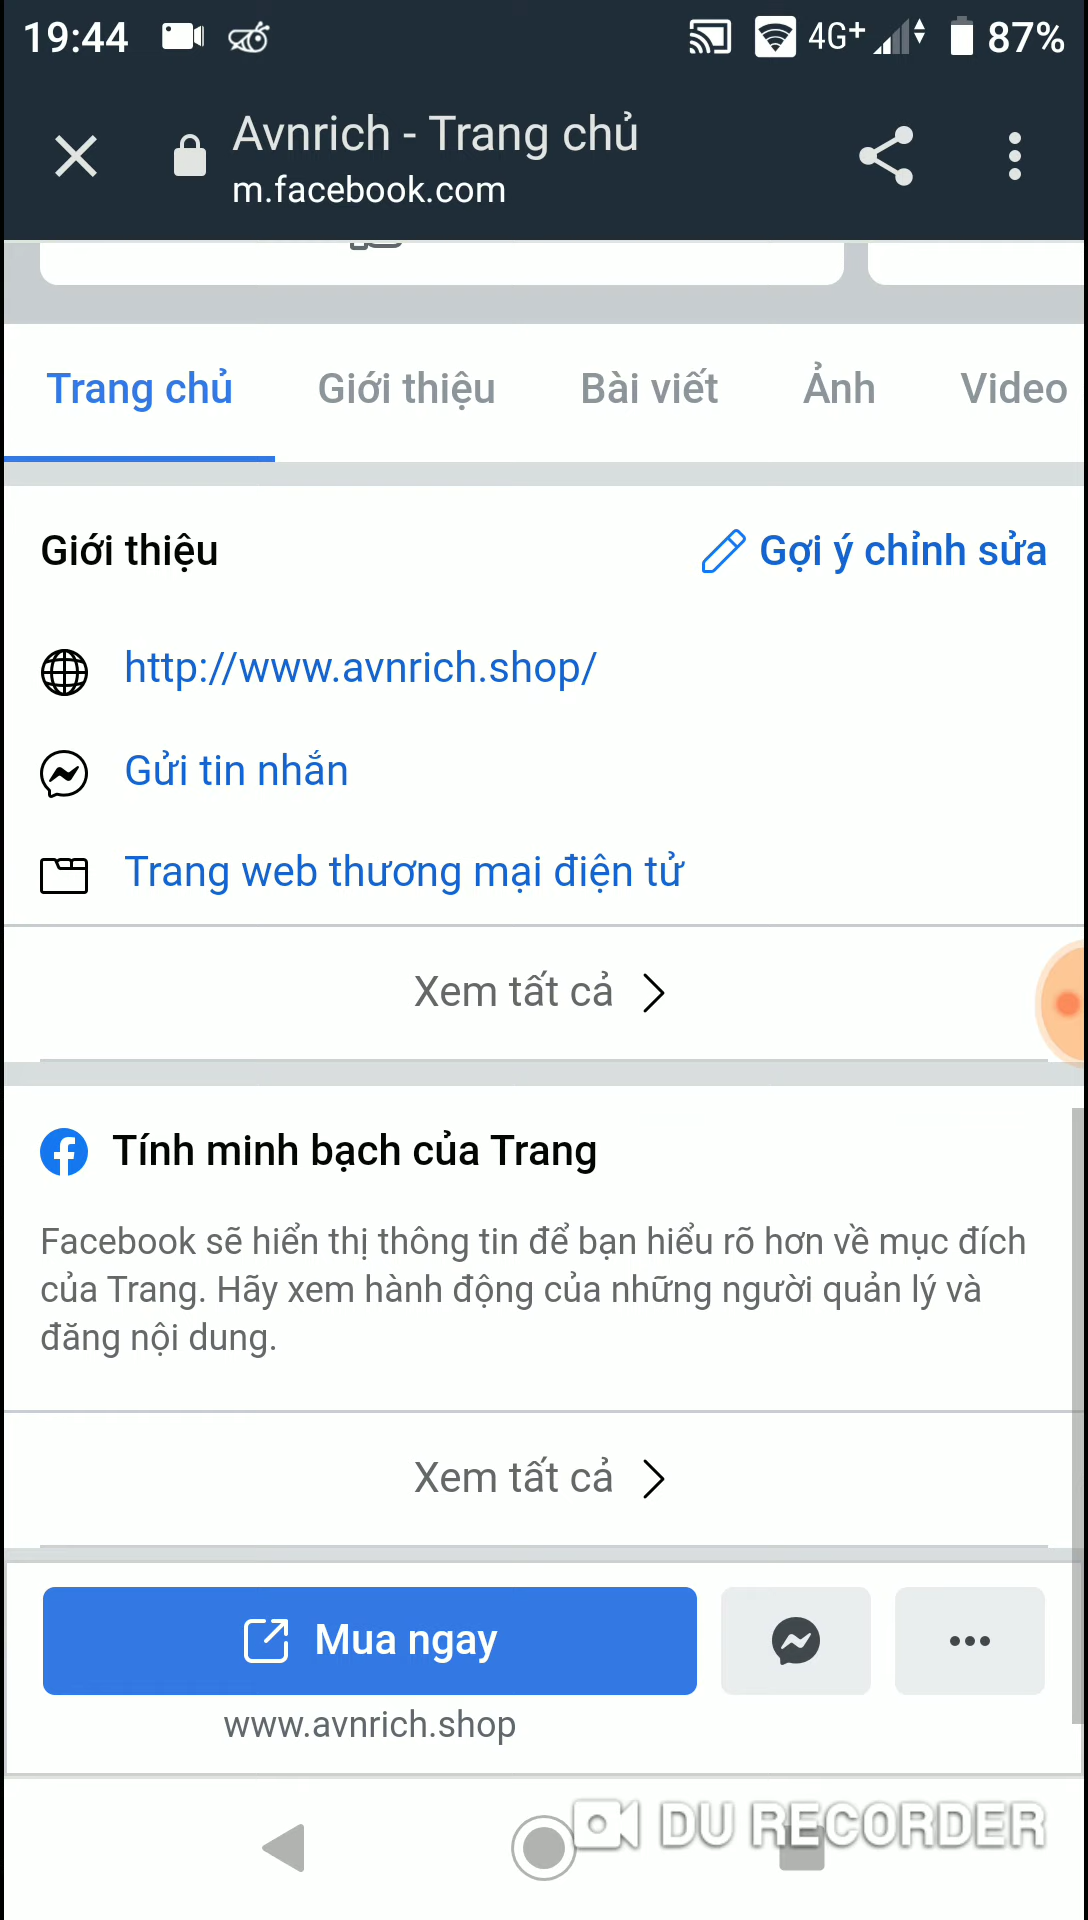 19:44
4G+
87%
Avnrich - Trang chủ
m.facebook.com
Trang chủ
Giới thiệu
Bài viết
Ảnh
Video
Giới thiệu
Gợi ý chỉnh sửa
http://www.avnrich.shop/
Gửi tin nhắn
Trang web thương mại điện tử
Xem tất cả
Tính minh bạch của Trang
Facebook sẽ hiển thị thông tin để bạn hiểu rõ hơn về mục đích
của Trang. Hãy xem hành động của những người quản lý và
đăng nội dung.
Xem tất cả
Mua ngay
www.avnrich.shop
DU RECORDER